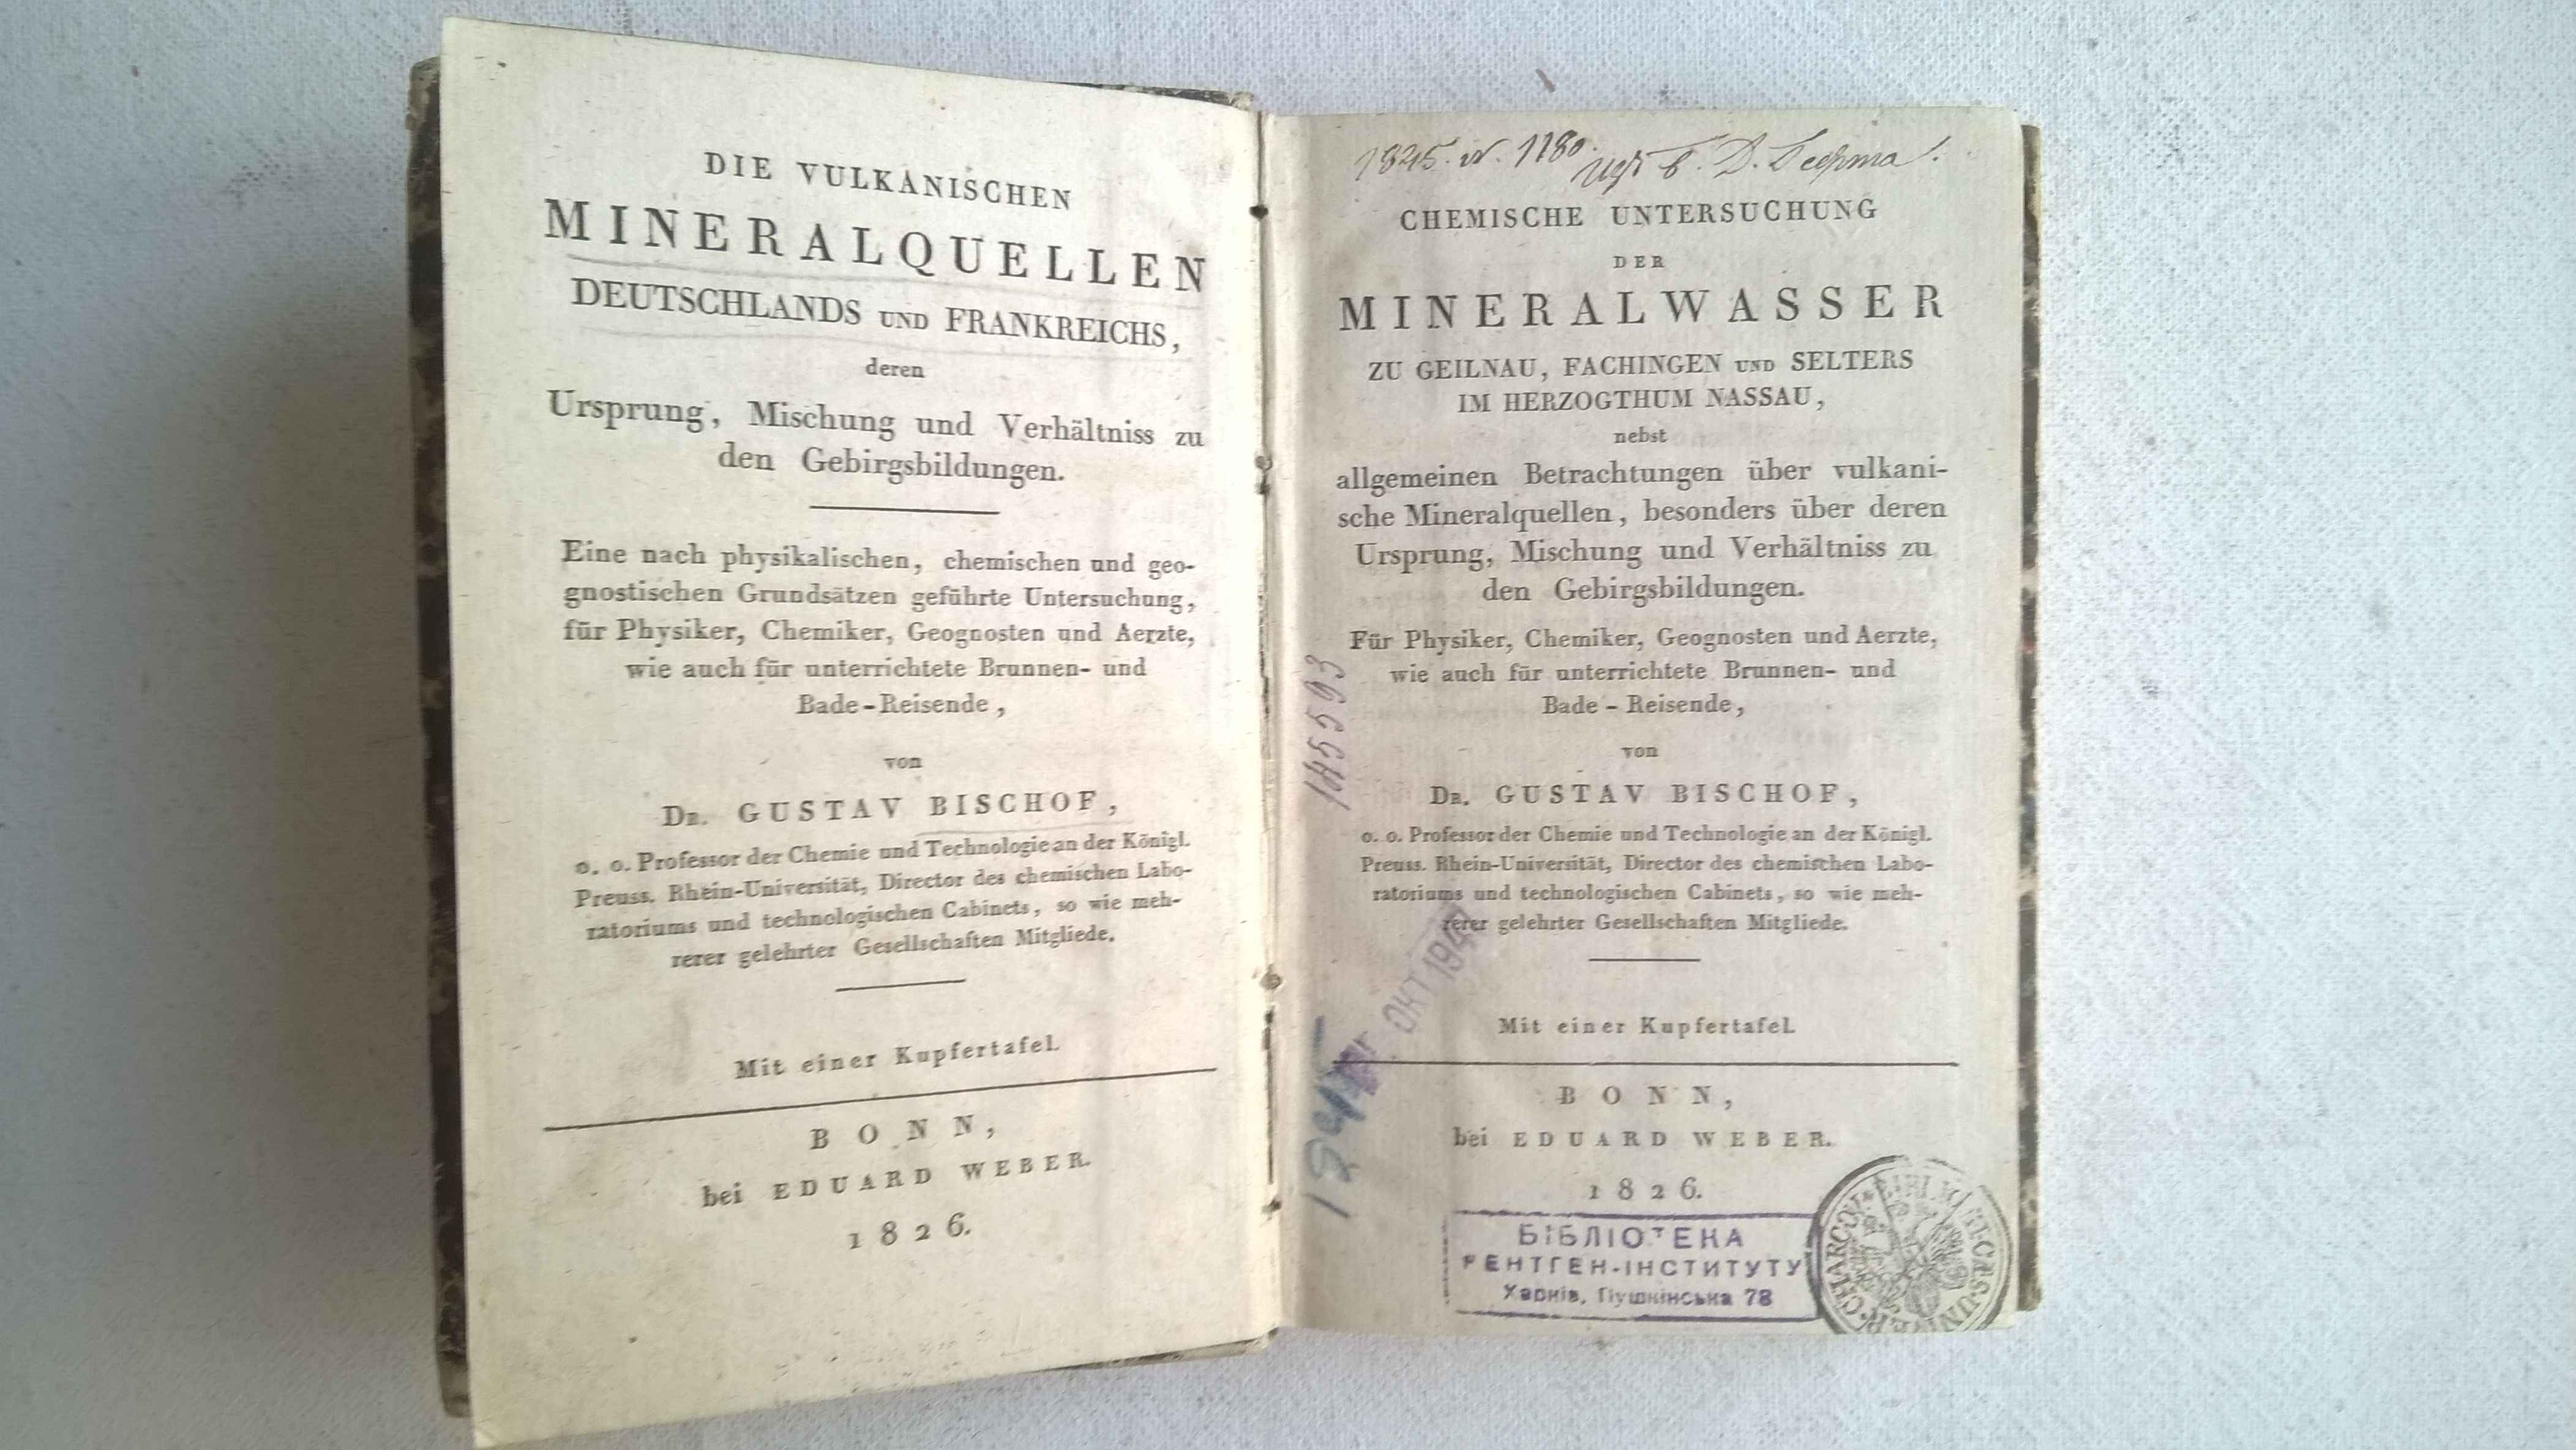 DIE VULKANISCHEN
MINERALQUELLEN
DEUTSCHLANDS UND FRANKREICHS,
deren
Ursprung, Mischung und Verhältniss zu
den Gebirgsbildungen.
Eine nach physikalischen, chemischen und geo-
gnostischen Grundsätzen geführte Untersuchung,
für Physiker, Chemiker, Geognosten und Aerzte,
wie auch für unterrichtete Brunnen- und
Bade-Reisende,
von
DR. GUSTAV BISCHOF,
o. o. Professor der Chemie und Technologie an der Königl.
Preuss. Rhein-Universität, Director des chemischen Labo-
ratoriums und technologischen Cabinets, so wie meh-
rerer gelehrter Gesellschaften Mitgliede.
Mit einer Kupfertafel.
BONN,
bei EDUARD WEBER.
1826.
1845. N. 1180.
CHEMISCHE UNTERSUCHUNG
DER
MINERALWASSER
ZU GEILNAU, FACHINGEN UND SELTERS
IM HERZOGTHUM NASSAU,
nebst
allgemeinen Betrachtungen über vulkani-
sche Mineralquellen, besonders über deren
Ursprung, Mischung und Verhältniss zu
den Gebirgsbildungen.
Für Physiker, Chemiker, Geognosten und Aerzte,
wie auch für unterrichtete Brunnen- und
Bade-Reisende,
von
DR. GUSTAV BISCHOF,
o. o. Professor der Chemie und Technologie an der Königl.
Preuss. Rhein-Universität, Director des chemischen Labo-
ratoriums und technologischen Cabinets, so wie meh-
rerer gelehrter Gesellschaften Mitgliede.
Mit einer Kupfertafel.
BONN,
bei EDUARD WEBER.
1826.
145593
ОКТ
БІБЛІОТЕКА
РЕНТГЕН-ІНСТИТУТУ
Харків, Пушкінська 78